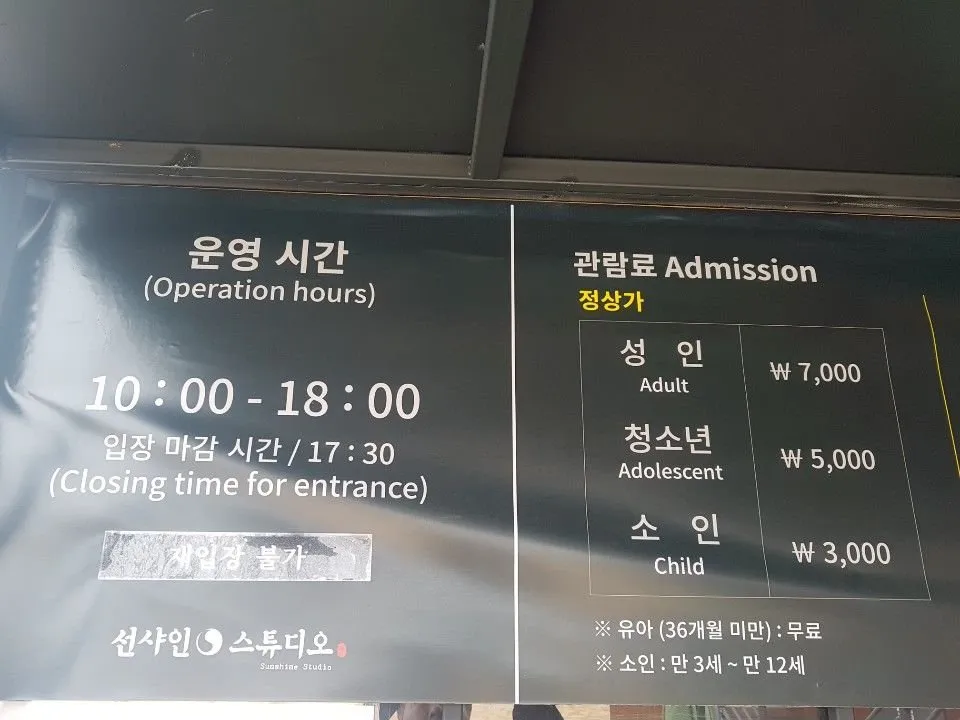 운영 시간
(Operation hours)
10 : 00 - 18 : 00
입장 마감 시간 / 17 : 30
(Closing time for entrance)
재입장 불가
선샤인 스튜디오
Sunshine Studio
관람료 Admission
정상가
성 인
Adult
₩ 7,000
청소년
Adolescent
₩ 5,000
소 인
Child
₩ 3,000
※ 유아 (36개월 미만) : 무료
※ 소인 : 만 3세 ~ 만 12세